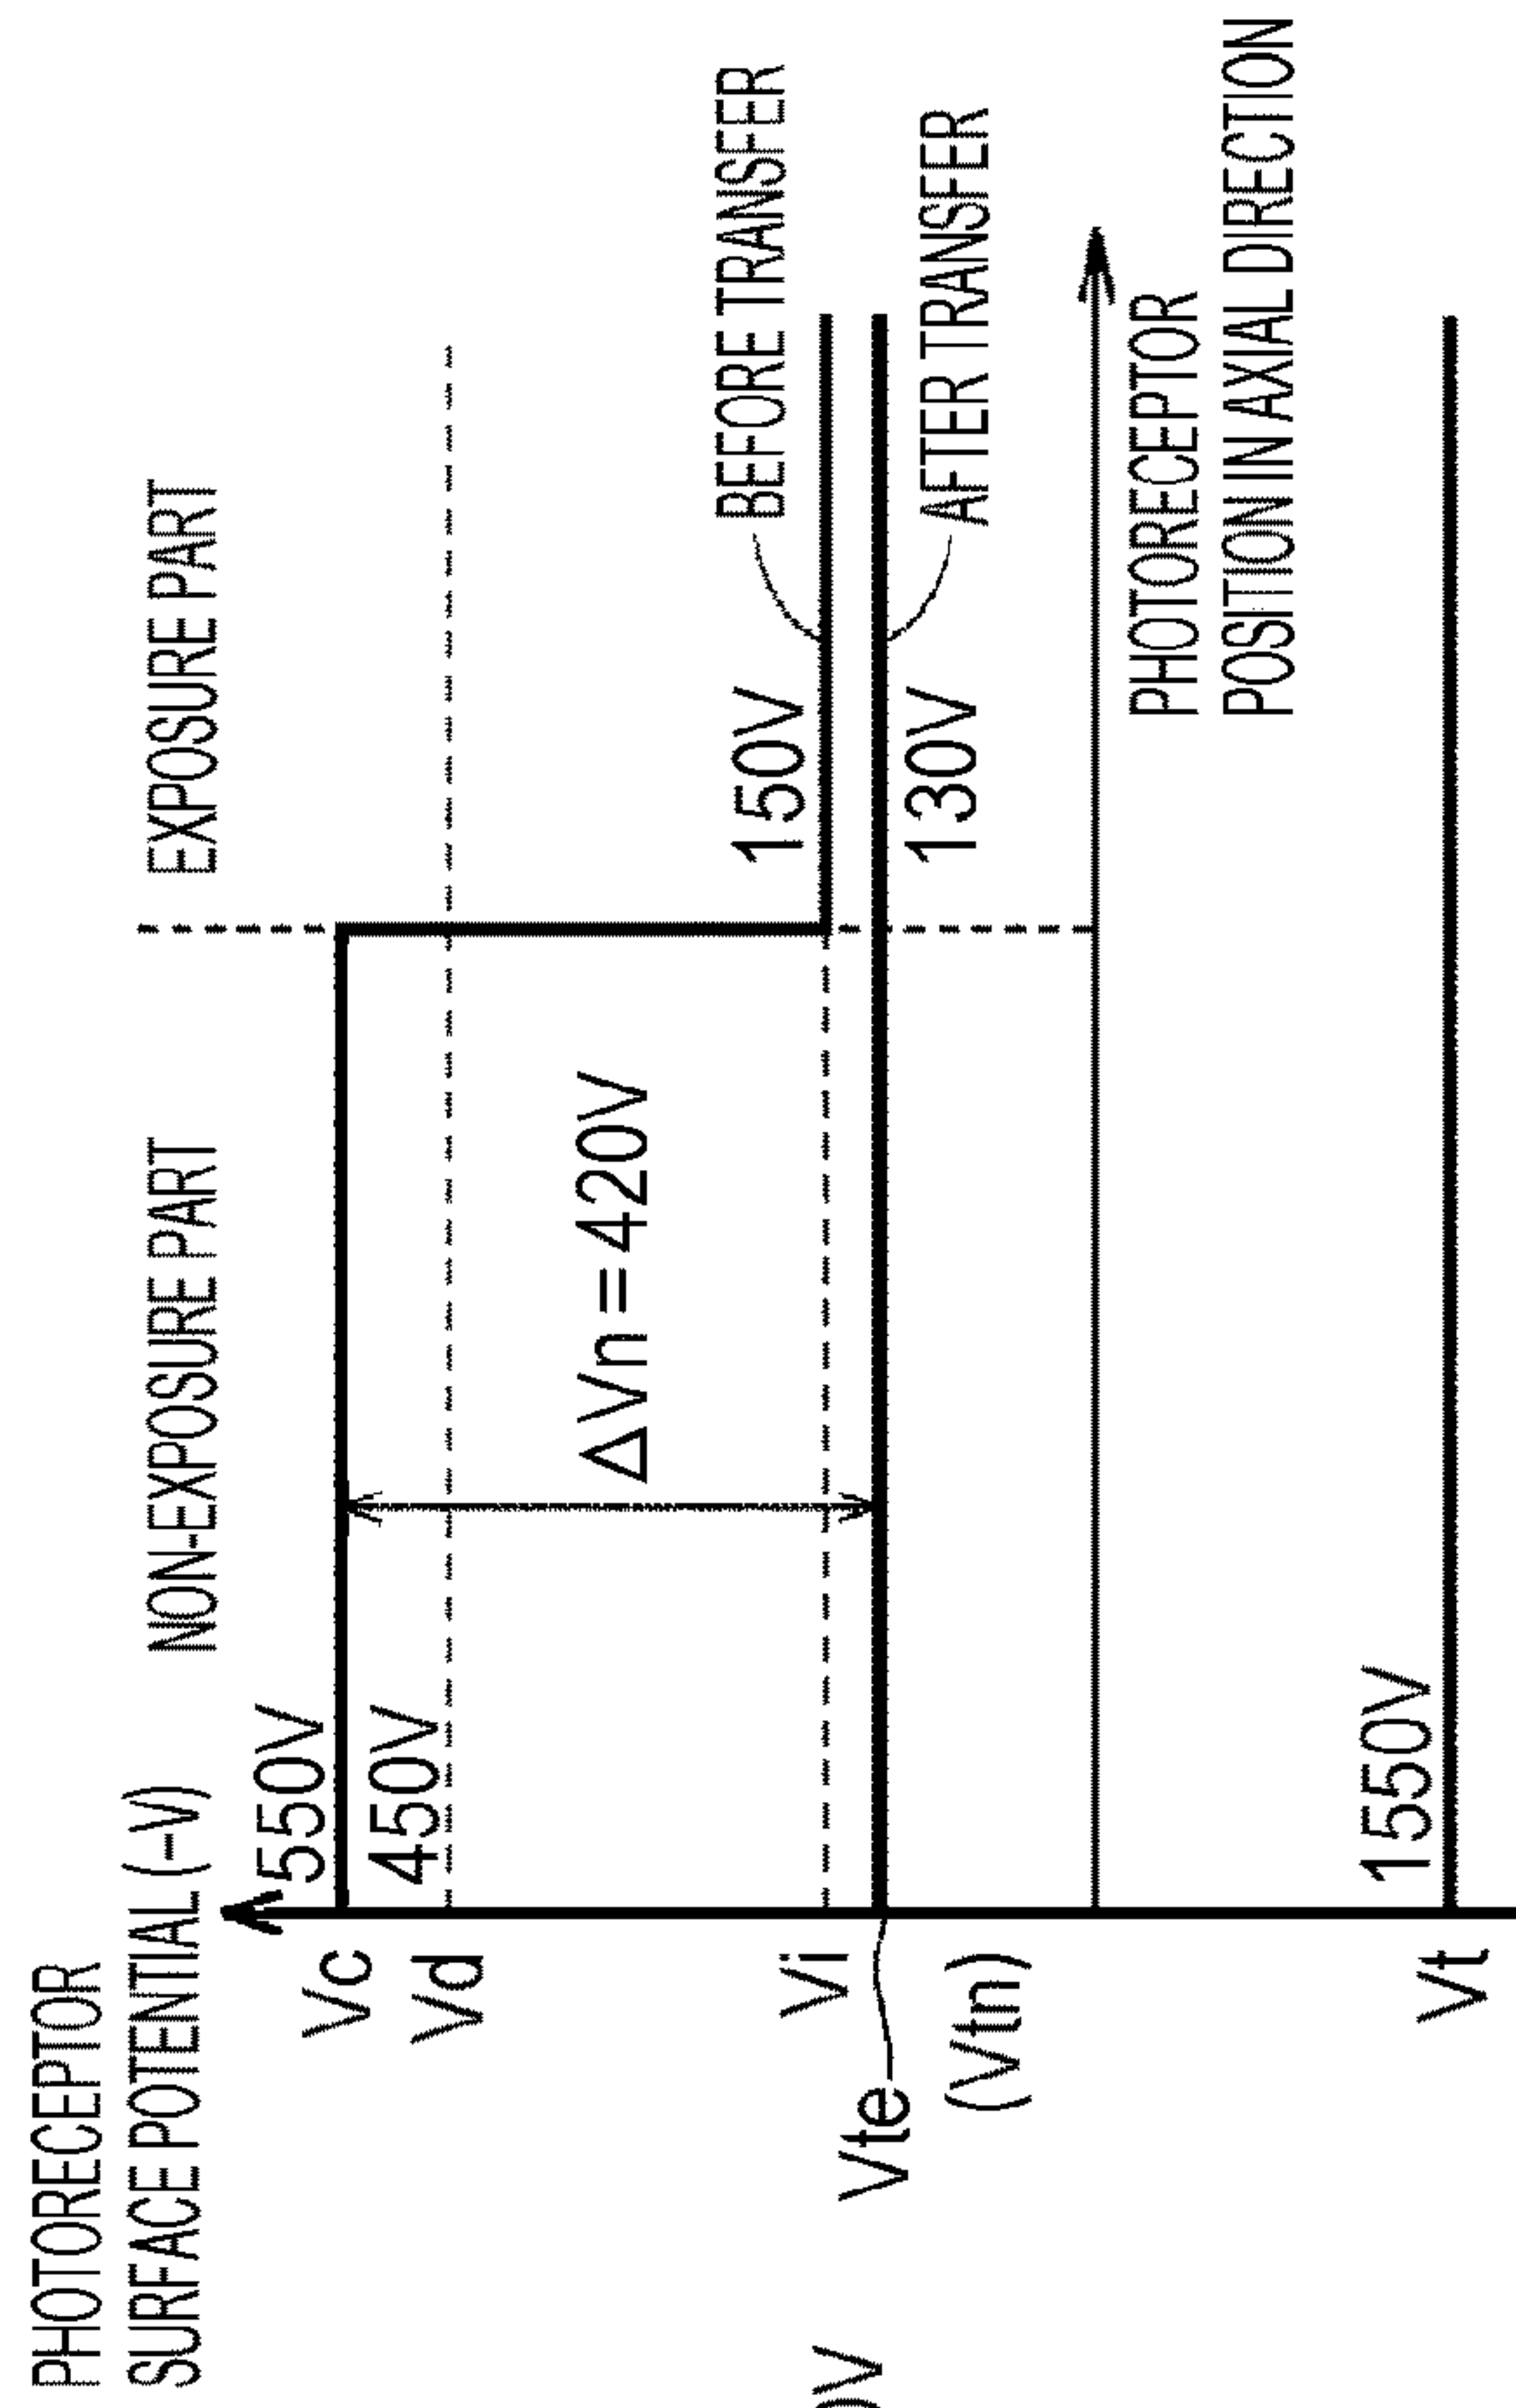 PHOTORECEPTOR
SURFACE POTENTIAL (−V)
NON-EXPOSURE PART
EXPOSURE PART
550V
Vc
450V
Vd
ΔVn = 420V
BEFORE TRANSFER
150V
Vi
Vte
(Vtn)
130V
AFTER TRANSFER
PHOTORECEPTOR
POSITION IN AXIAL DIRECTION
1550V
Vt